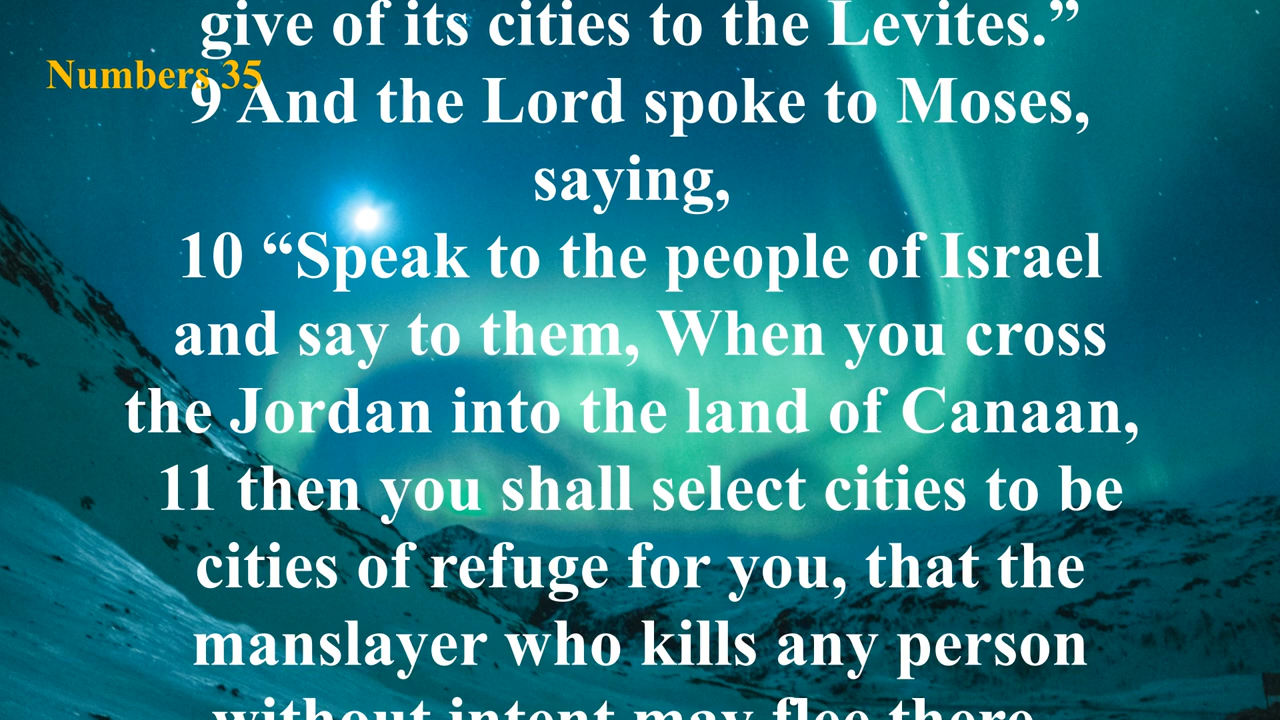 give of its cities to the Levites.”
Numbers 35
9 And the Lord spoke to Moses,
saying,
10 “Speak to the people of Israel
and say to them, When you cross
the Jordan into the land of Canaan,
11 then you shall select cities to be
cities of refuge for you, that the
manslayer who kills any person
without intent may flee there.